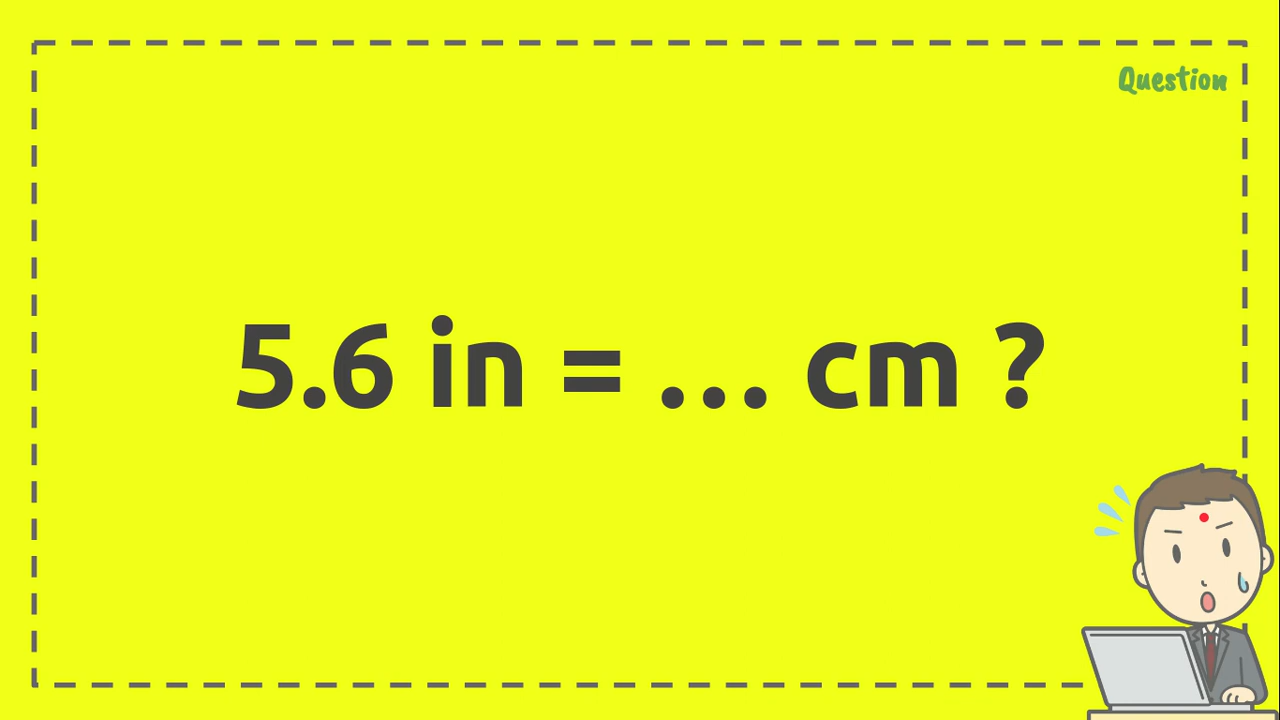 Question
5.6 in = ... cm ?